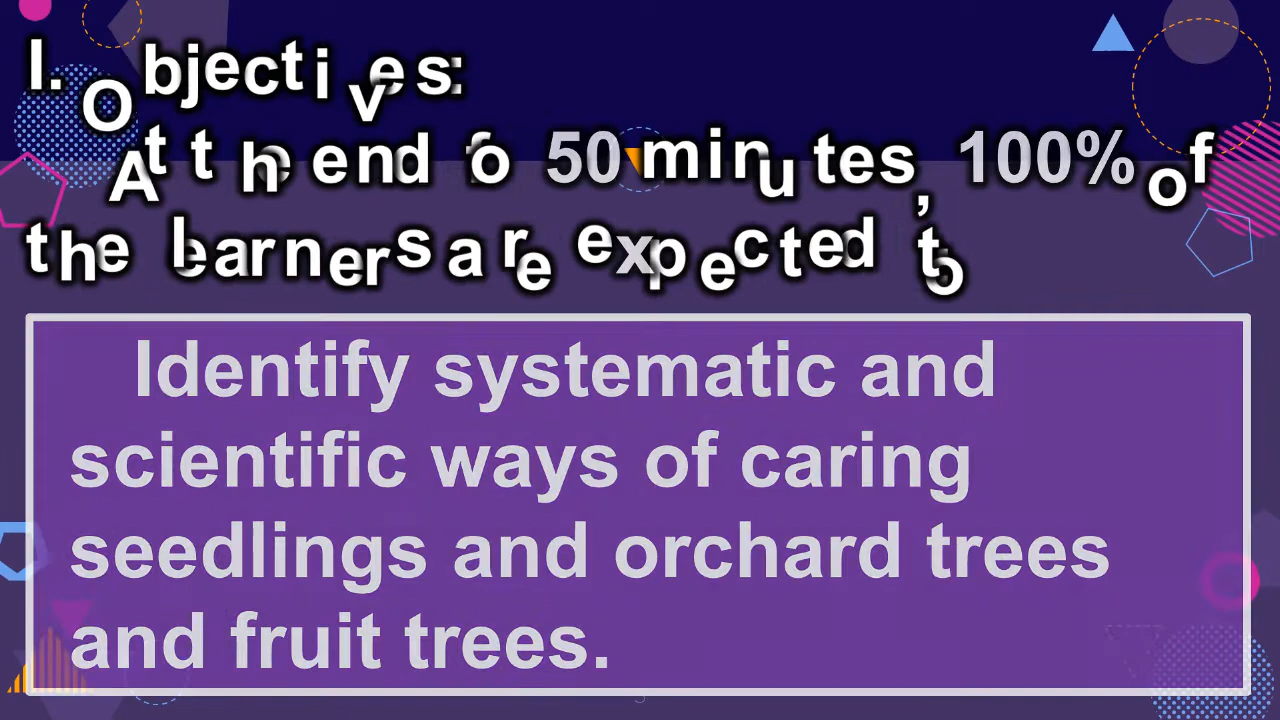 I. Objectives:
At the end fo 50 minutes, 100% of
the learners are expected to
Identify systematic and
scientific ways of caring
seedlings and orchard trees
and fruit trees.